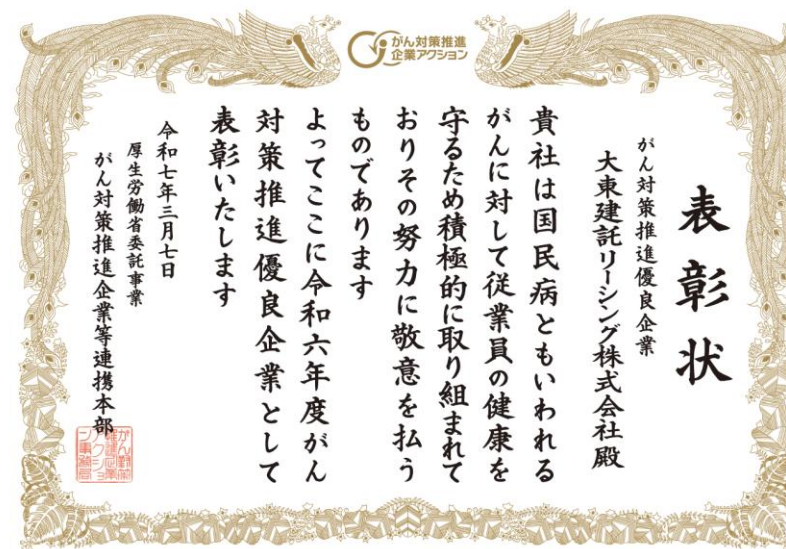 がん対策推進
企業アクション
表彰状
がん対策推進優良企業
大東建託リーシング株式会社殿
貴社は国民病ともいわれる
がんに対して従業員の健康を
守るため積極的に取り組まれて
おりその努力に敬意を払う
ものであります
よってここに令和六年度がん
対策推進優良企業として
表彰いたします
令和七年三月七日
厚生労働省委託事業
がん対策推進企業等連携本部